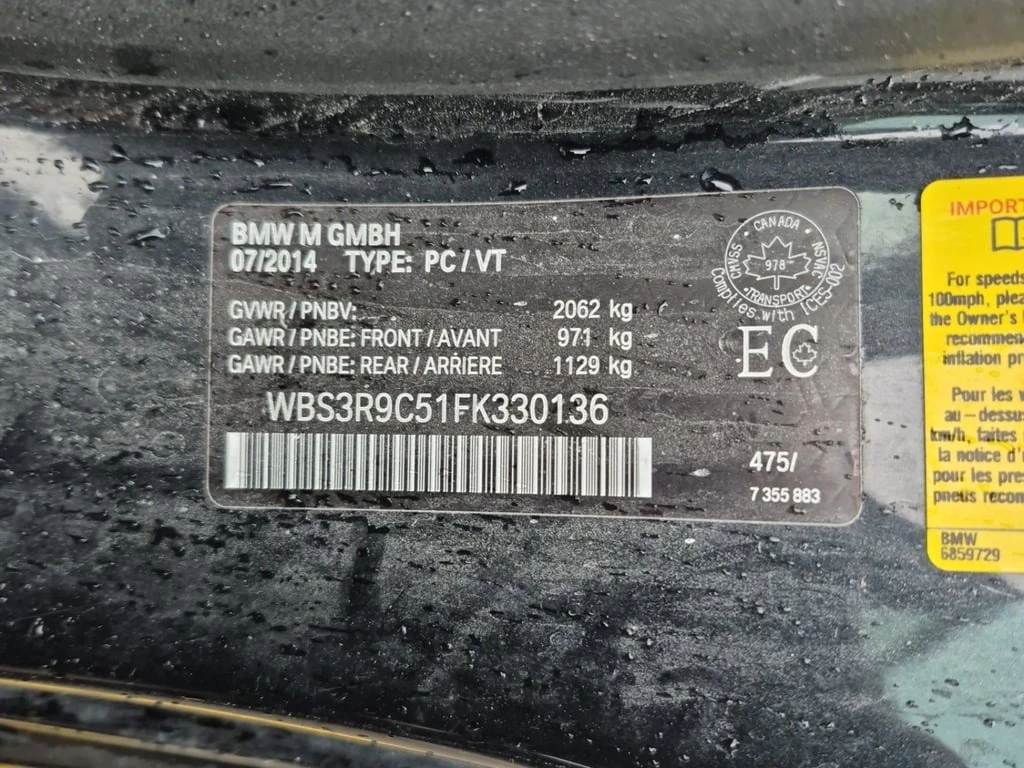 BMW M GMBH
07/2014 TYPE: PC/VT
GVWR/PNBV: 2062 kg
GAWR/PNBE: FRONT/AVANT 971 kg
GAWR/PNBE: REAR/ARRIERE 1129 kg
WBS3R9C51FK330136
475/
7 355 883
CANADA
CMVSS NSVAC
978
TRANSPORT
Complies with ICES-002
EC
IMPORT
For speeds
100mph, plea
the Owner's
recommen
inflation pr
Pour les v
au-dessu
km/h, faites
la notice d'
pour les pre
pneus recom
BMW
6859729